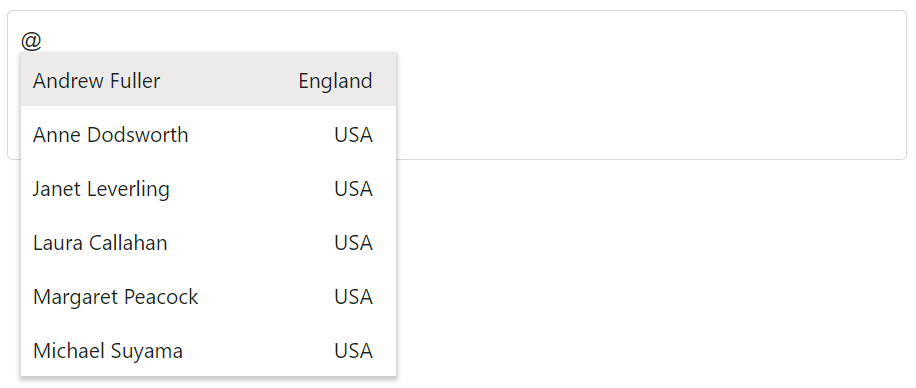 @
Andrew Fuller England
Anne Dodsworth USA
Janet Leverling USA
Laura Callahan USA
Margaret Peacock USA
Michael Suyama USA